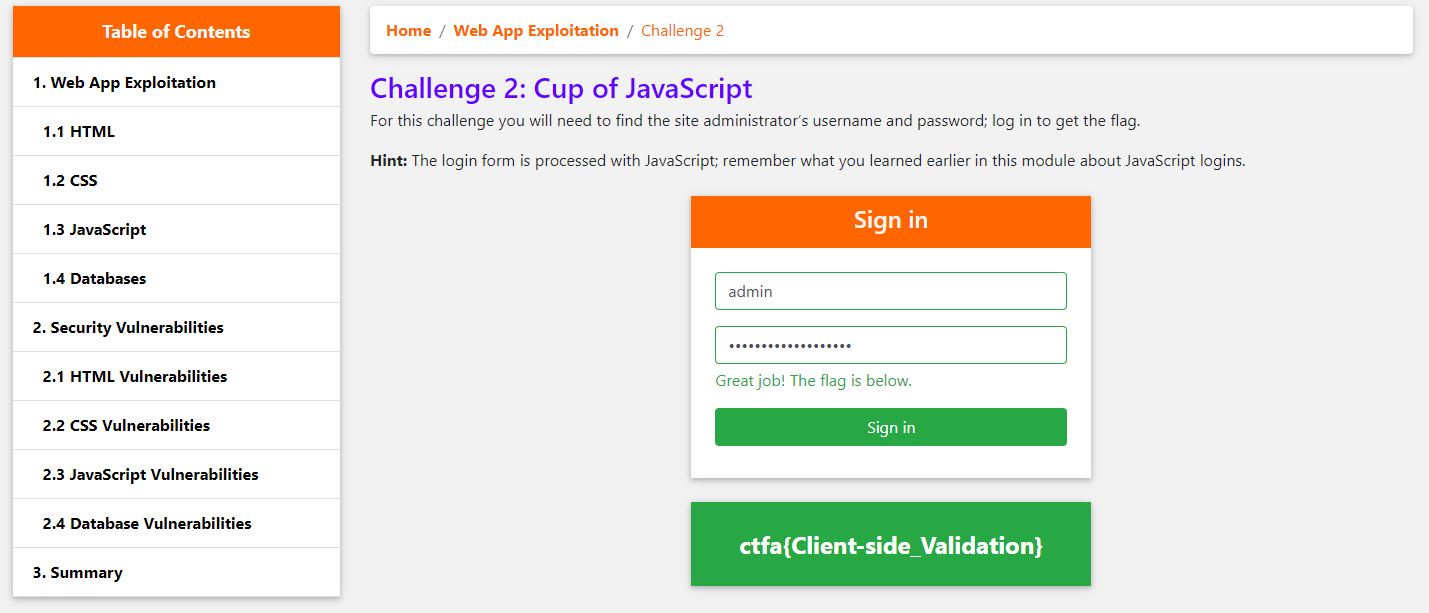 Table of Contents
1. Web App Exploitation
1.1 HTML
1.2 CSS
1.3 JavaScript
1.4 Databases
2. Security Vulnerabilities
2.1 HTML Vulnerabilities
2.2 CSS Vulnerabilities
2.3 JavaScript Vulnerabilities
2.4 Database Vulnerabilities
3. Summary
Home / Web App Exploitation / Challenge 2
Challenge 2: Cup of JavaScript
For this challenge you will need to find the site administrator's username and password; log in to get the flag.
Hint: The login form is processed with JavaScript; remember what you learned earlier in this module about JavaScript logins.
Sign in
admin
•••••••••••••••••••
Great job! The flag is below.
Sign in
ctfa{Client-side_Validation}